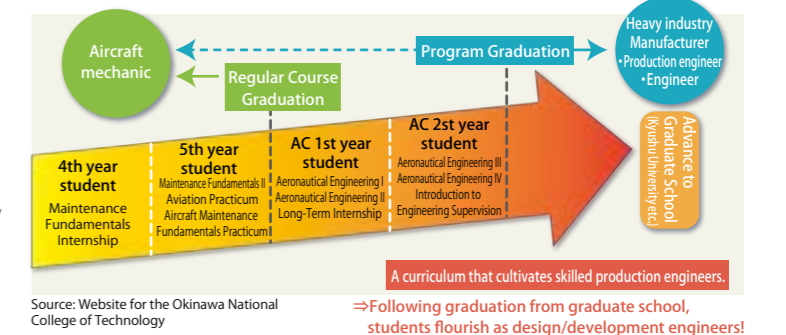 Aircraft
mechanic
Program Graduation
Heavy industry
Manufacturer
•Production engineer
•Engineer
Regular Course
Graduation
4th year
student
Maintenance
Fundamentals
Internship
5th year
student
Maintenance Fundamentals II
Aviation Practicum
Aircraft Maintenance
Fundamentals Practicum
AC 1st year
student
Aeronautical Engineering I
Aeronautical Engineering II
Long-Term Internship
AC 2st year
student
Aeronautical Engineering III
Aeronautical Engineering IV
Introduction to
Engineering Supervision
Advance to
Graduate School
(Kyushu University etc.)
A curriculum that cultivates skilled production engineers.
Source: Website for the Okinawa National
College of Technology
⇒Following graduation from graduate school,
students flourish as design/development engineers!